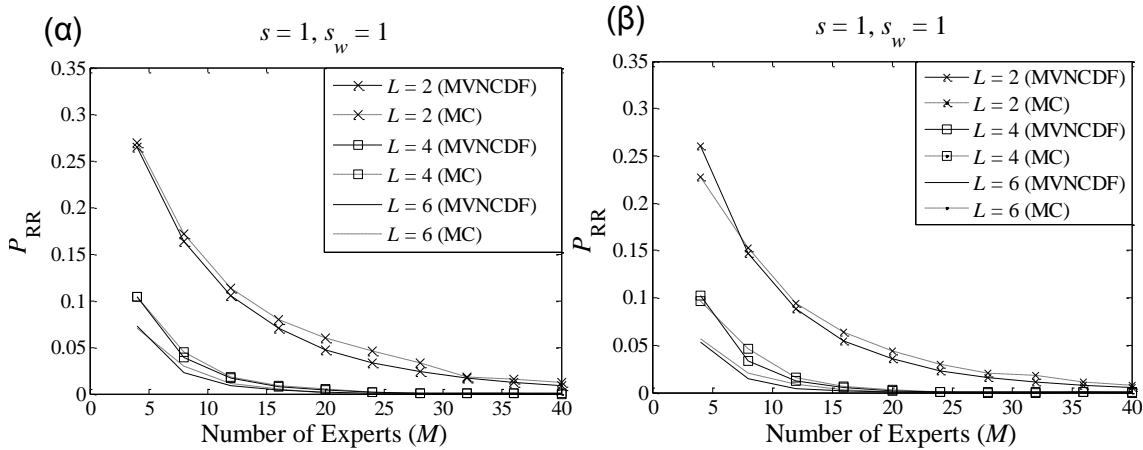 (α)
s = 1, s_w = 1
0.35
0.3
0.25
0.2
0.15
0.1
0.05
0
P_RR
0 5 10 15 20 25 30 35 40
Number of Experts (M)
L = 2 (MVNCDF)
L = 2 (MC)
L = 4 (MVNCDF)
L = 4 (MC)
L = 6 (MVNCDF)
L = 6 (MC)
(β)
s = 1, s_w = 1
0.35
0.3
0.25
0.2
0.15
0.1
0.05
0
P_RR
0 5 10 15 20 25 30 35 40
Number of Experts (M)
L = 2 (MVNCDF)
L = 2 (MC)
L = 4 (MVNCDF)
L = 4 (MC)
L = 6 (MVNCDF)
L = 6 (MC)